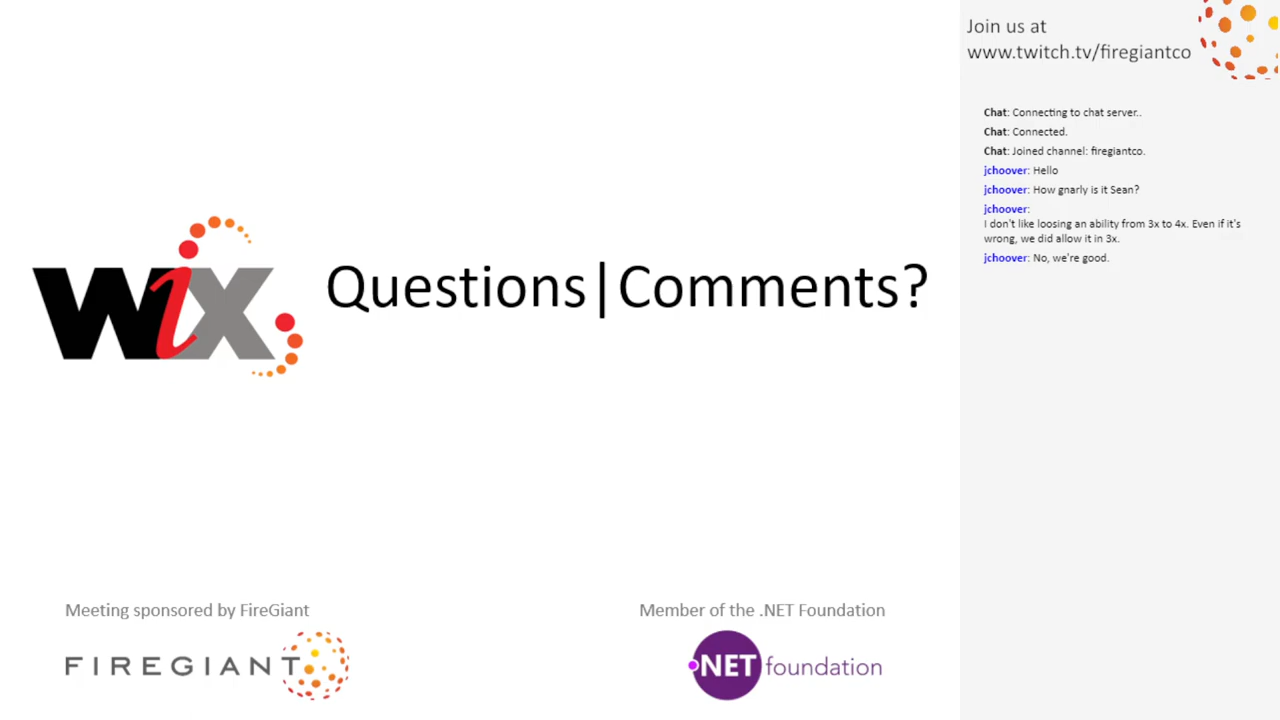 WiX
Questions|Comments?
Meeting sponsored by FireGiant
FIREGIANT
Member of the .NET Foundation
.NET foundation
Join us at
www.twitch.tv/firegiantco
Chat: Connecting to chat server..
Chat: Connected.
Chat: Joined channel: firegiantco.
jchoover: Hello
jchoover: How gnarly is it Sean?
jchoover:
I don't like loosing an ability from 3x to 4x. Even if it's
wrong, we did allow it in 3x.
jchoover: No, we're good.